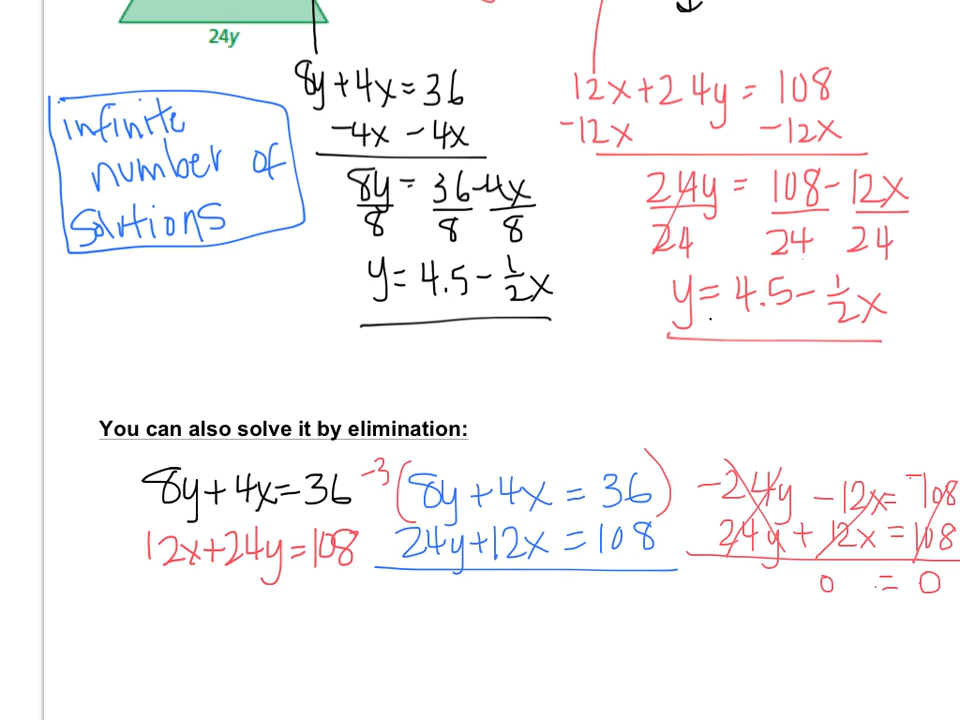 24y
infinite
number of
solutions
8y + 4x = 36
-4x -4x
8y = 36 - 4x
8 8 8
y = 4.5 - 1/2x
12x + 24y = 108
-12x -12x
24y = 108 - 12x
24 24 24
y = 4.5 - 1/2x
You can also solve it by elimination:
8y + 4x = 36
12x + 24y = 108
-3(8y + 4x = 36)
24y + 12x = 108
-24y - 12x = -108
24y + 12x = 108
0 = 0